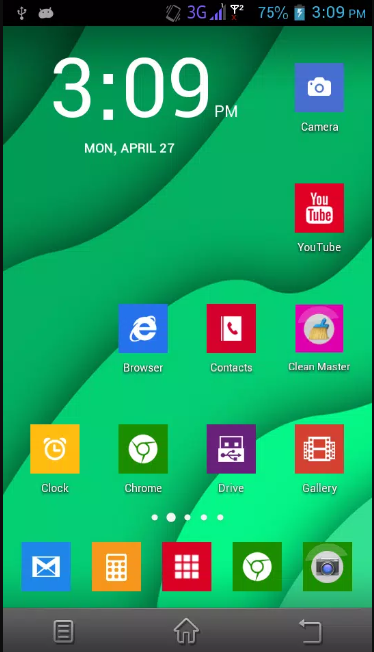 3G 2 75% 3:09 PM
3:09 PM
MON, APRIL 27
Camera
You
Tube
YouTube
Browser
Contacts
Clean Master
Clock
Chrome
Drive
Gallery